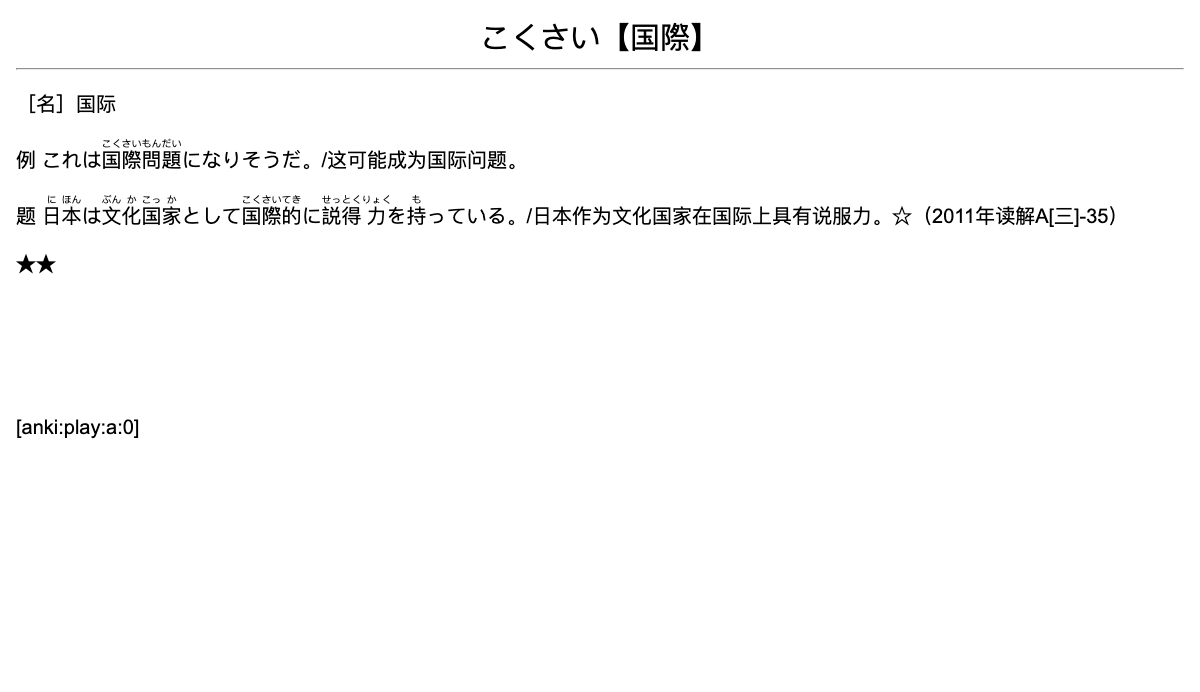 こくさい【国際】
［名］国际
こくさいもんだい
例 これは国際問題になりそうだ。/这可能成为国际问题。
に ほん ぶん か こっ か こくさいてき せっとくりょく も
题 日本は文化国家として国際的に説得力を持っている。/日本作为文化国家在国际上具有说服力。☆（2011年读解A[三]-35）
★★
[anki:play:a:0]